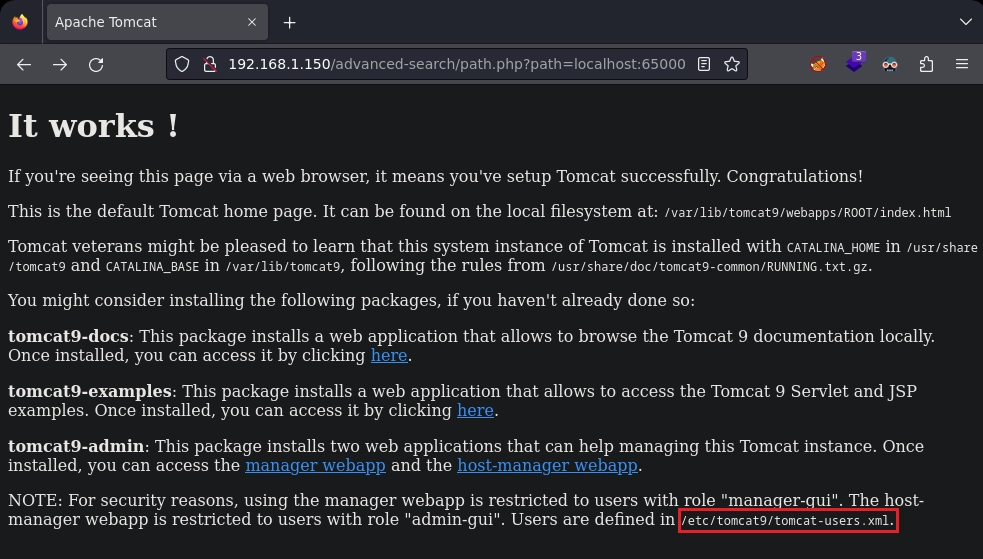 Apache Tomcat
192.168.1.150/advanced-search/path.php?path=localhost:65000
3
It works !
If you're seeing this page via a web browser, it means you've setup Tomcat successfully. Congratulations!
This is the default Tomcat home page. It can be found on the local filesystem at: /var/lib/tomcat9/webapps/ROOT/index.html
Tomcat veterans might be pleased to learn that this system instance of Tomcat is installed with CATALINA_HOME in /usr/share
/tomcat9 and CATALINA_BASE in /var/lib/tomcat9, following the rules from /usr/share/doc/tomcat9-common/RUNNING.txt.gz.
You might consider installing the following packages, if you haven't already done so:
tomcat9-docs: This package installs a web application that allows to browse the Tomcat 9 documentation locally.
Once installed, you can access it by clicking here.
tomcat9-examples: This package installs a web application that allows to access the Tomcat 9 Servlet and JSP
examples. Once installed, you can access it by clicking here.
tomcat9-admin: This package installs two web applications that can help managing this Tomcat instance. Once
installed, you can access the manager webapp and the host-manager webapp.
NOTE: For security reasons, using the manager webapp is restricted to users with role "manager-gui". The host-
manager webapp is restricted to users with role "admin-gui". Users are defined in /etc/tomcat9/tomcat-users.xml.